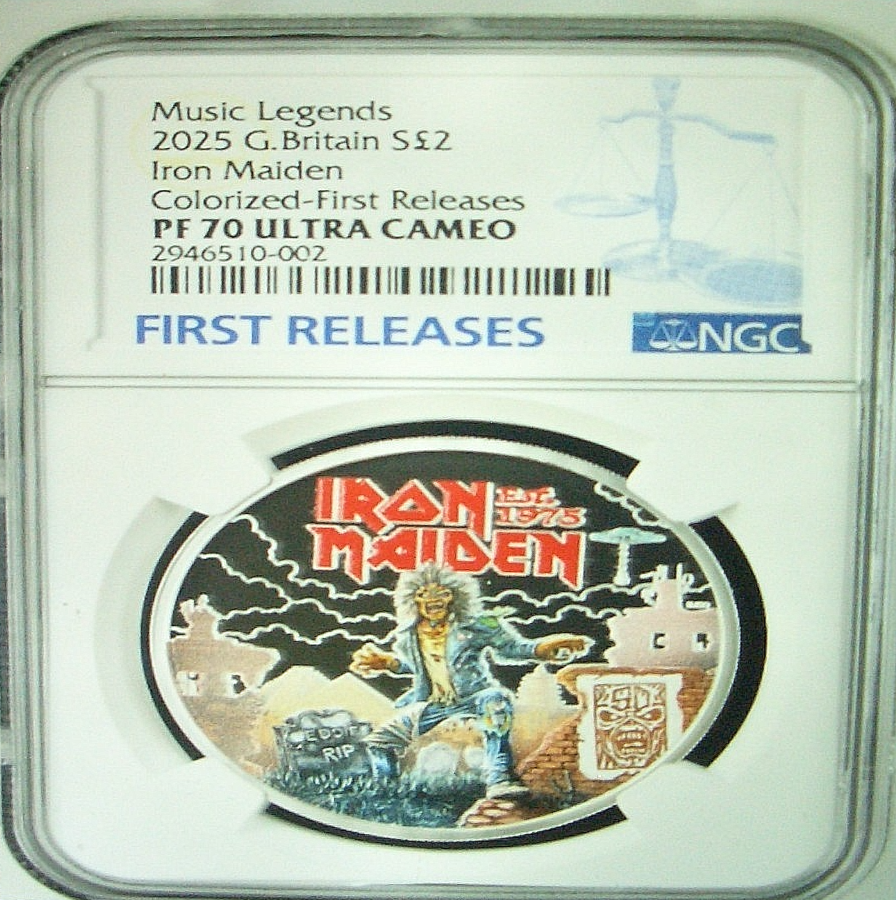 Music Legends
2025 G.Britain S£2
Iron Maiden
Colorized-First Releases
PF 70 ULTRA CAMEO
2946510-002
FIRST RELEASES
NGC
IRON EST. 1975
MAIDEN
EDDIE
RIP
50